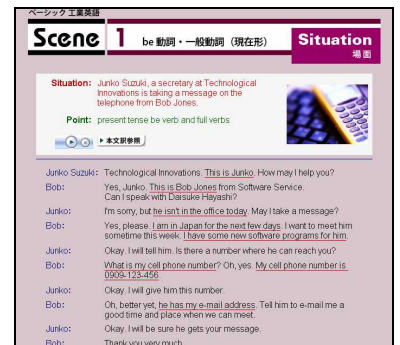 ベーシック工業英語
Scene 1 be 動詞・一般動詞（現在形） Situation
場面
Situation: Junko Suzuki, a secretary at Technological
Innovations is taking a message on the
telephone from Bob Jones.
Point: present tense be verb and full verbs
本文訳参照
Junko Suzuki: Technological Innovations. This is Junko. How may I help you?
Bob: Yes, Junko. This is Bob Jones from Software Service.
Can I speak with Daisuke Hayashi?
Junko: I'm sorry, but he isn't in the office today. May I take a message?
Bob: Yes, please. I am in Japan for the next few days. I want to meet him
sometime this week. I have some new software programs for him.
Junko: Okay. I will tell him. Is there a number where he can reach you?
Bob: What is my cell phone number? Oh, yes. My cell phone number is
0909-123-456.
Junko: Okay. I will give him this number.
Bob: Oh, better yet, he has my e-mail address. Tell him to e-mail me a
good time and place when we can meet.
Junko: Okay. I will be sure he gets your message.
Bob: Thank you very much.